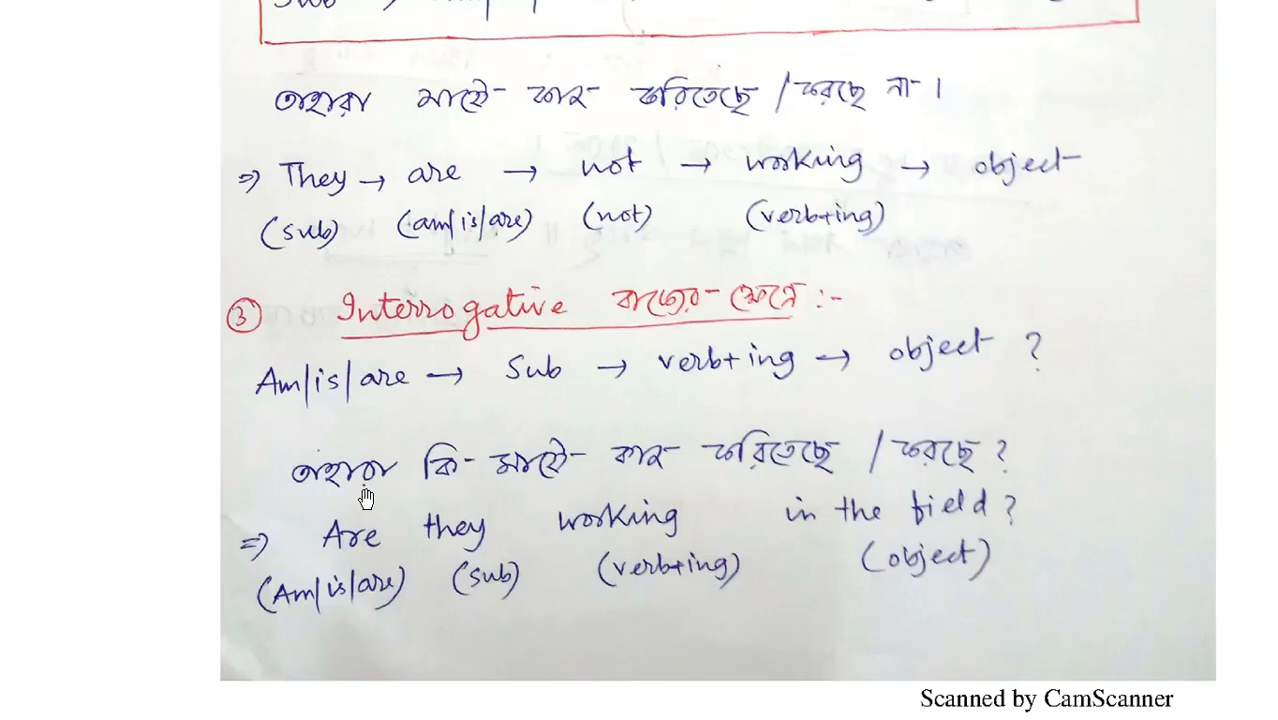 তাহারা মাঠে কাজ করিতেছে / করছে না।
⇒ They → are → not → working → object
(sub) (am/is/are) (not) (verb+ing)
③ Interrogative বাক্যের ক্ষেত্রে :-
Am/is/are → Sub → verb+ing → object ?
তাহারা কি মাঠে কাজ করিতেছে / করছে ?
⇒ Are they working in the field?
(Am/is/are) (sub) (verb+ing) (object)
Scanned by CamScanner